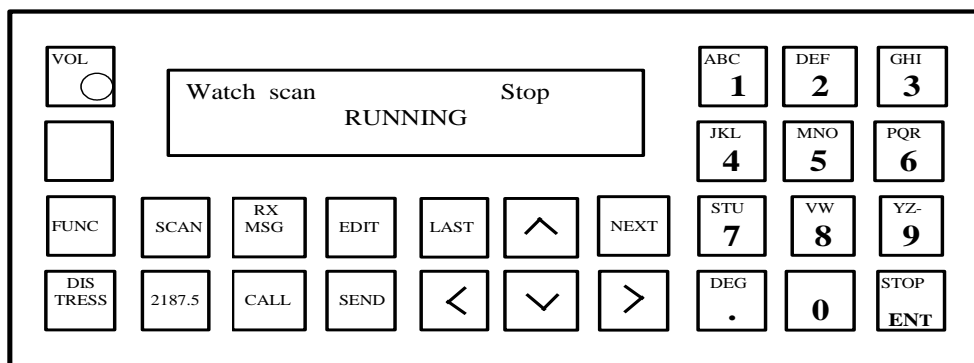 VOL
Watch scan Stop
RUNNING
ABC DEF GHI
1 2 3
JKL MNO PQR
4 5 6
FUNC SCAN RX MSG EDIT LAST NEXT
STU VW YZ-
7 8 9
DIS TRESS 2187.5 CALL SEND
DEG STOP
. 0 ENT